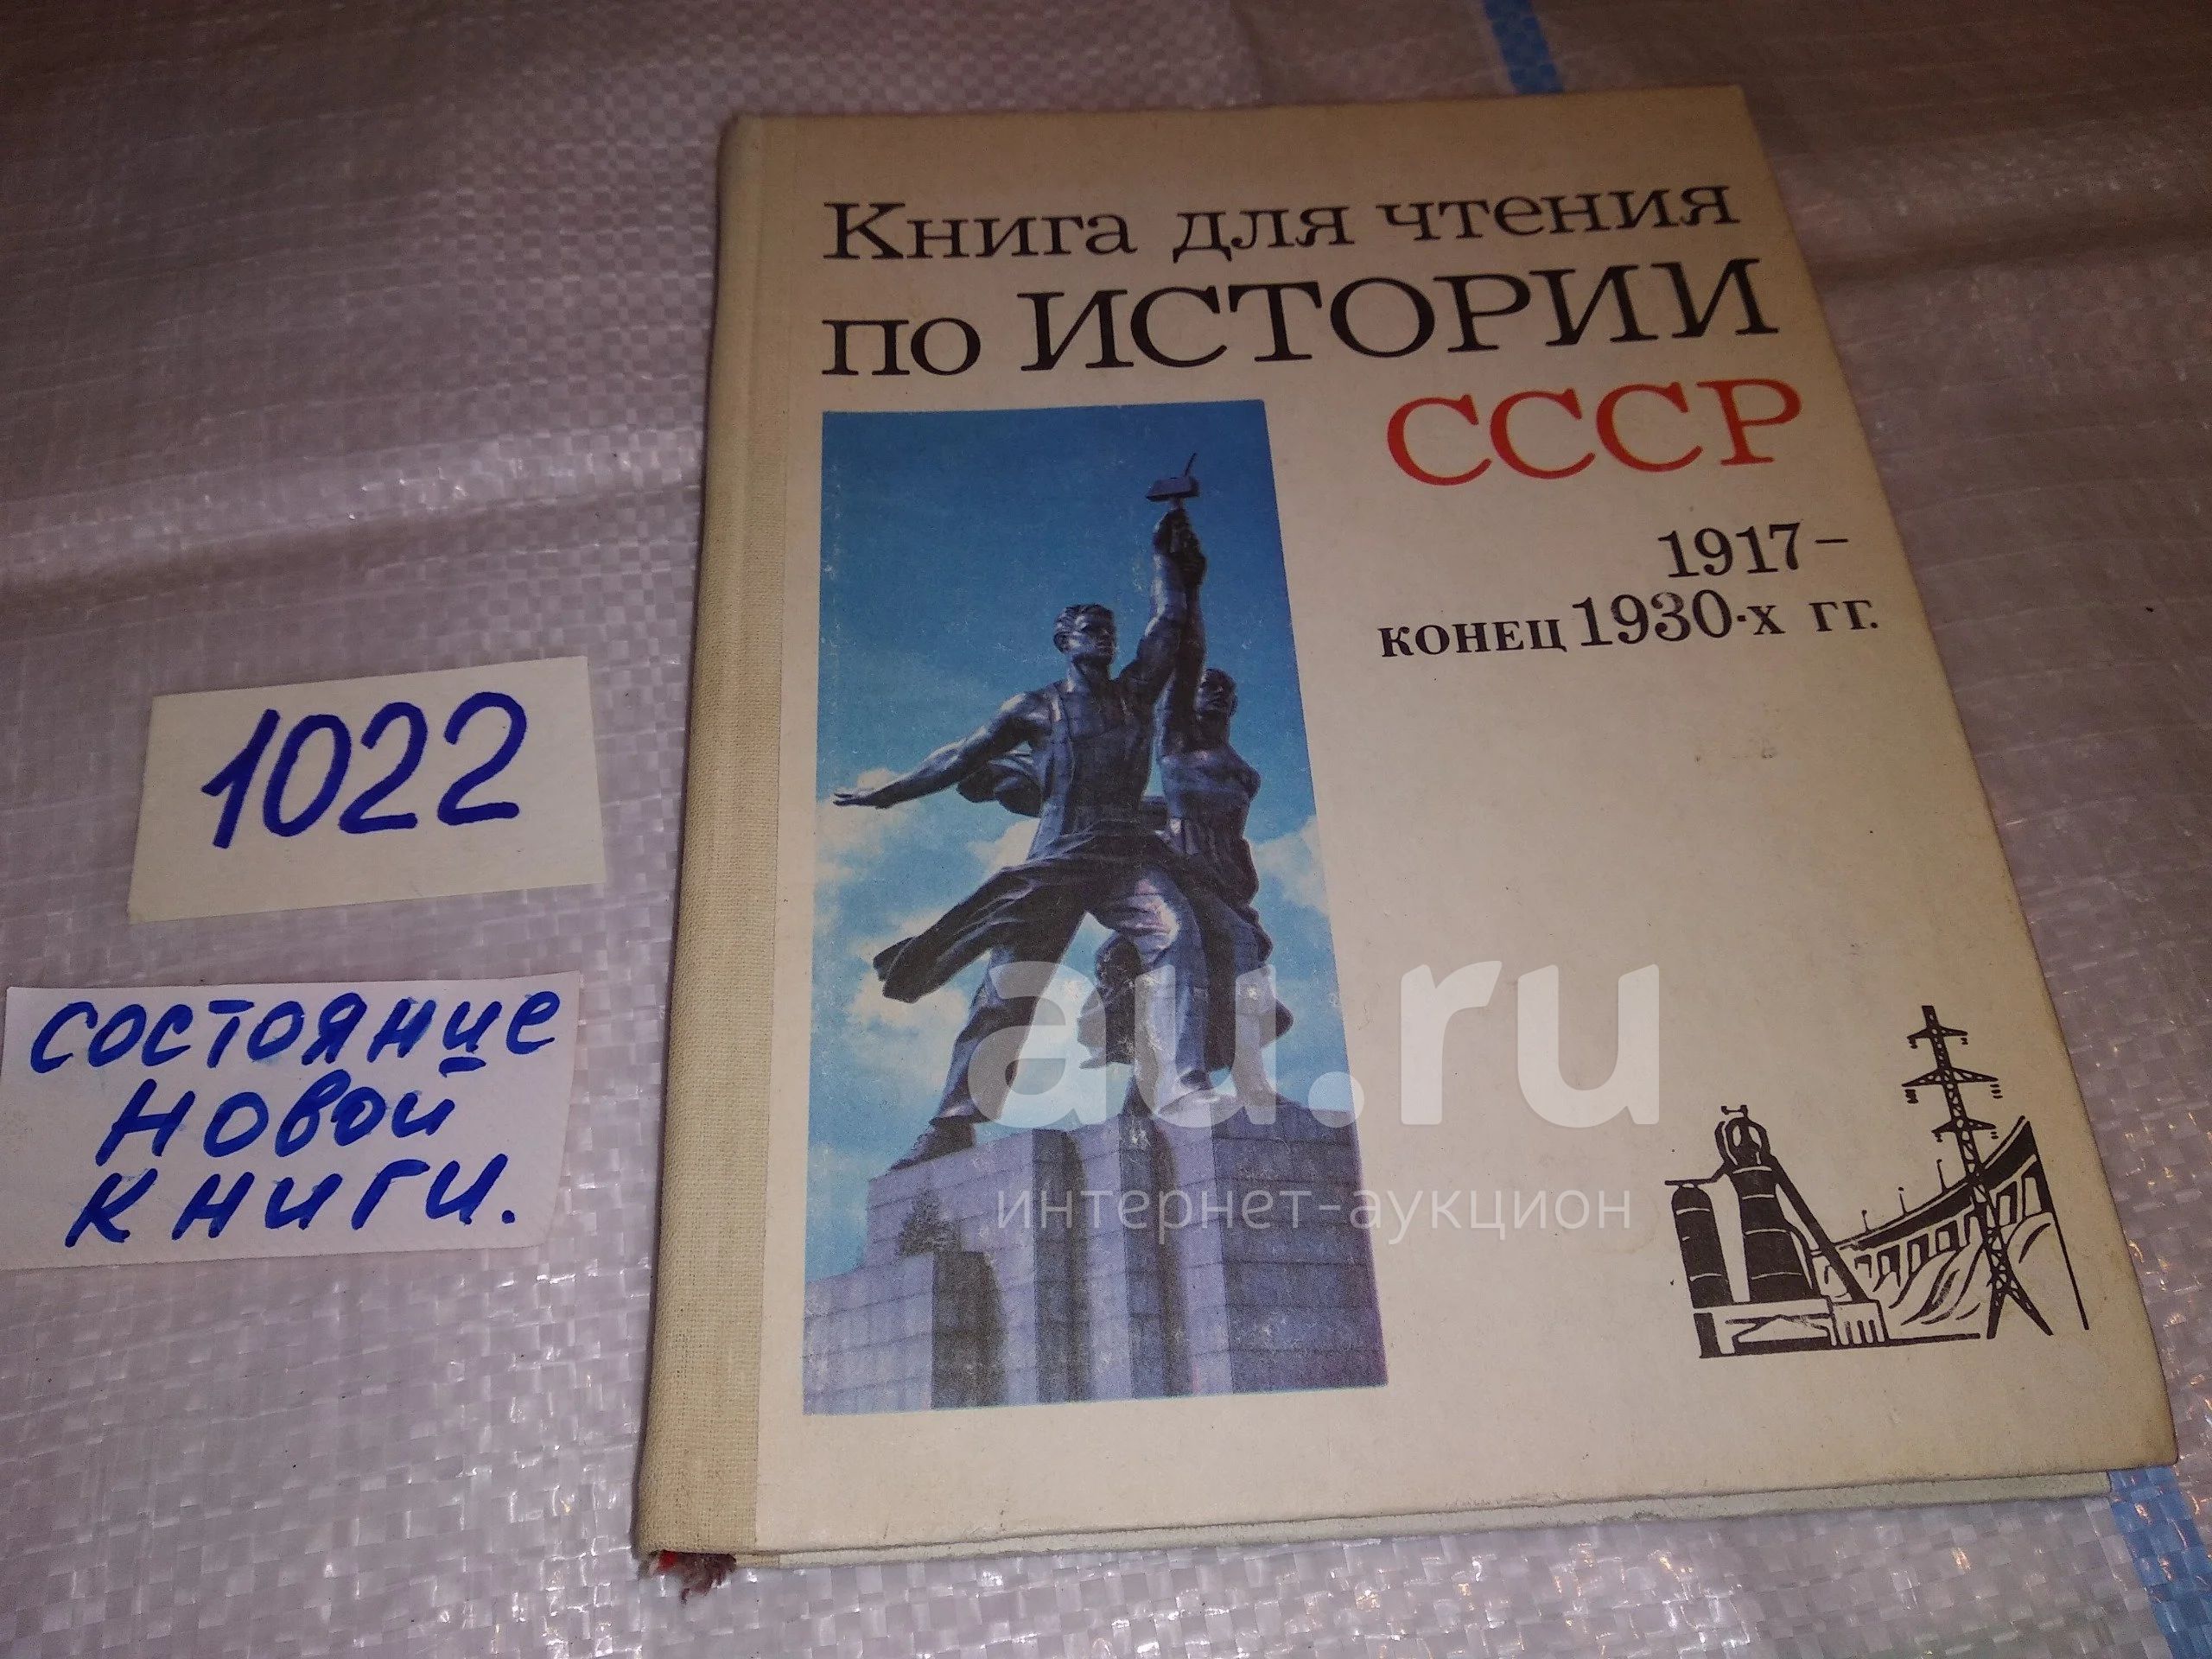 Книга для чтения
по ИСТОРИИ
СССР
1917–
конец 1930-х гг.
1022
состояние
новой
книги.
au.ru
интернет-аукцион